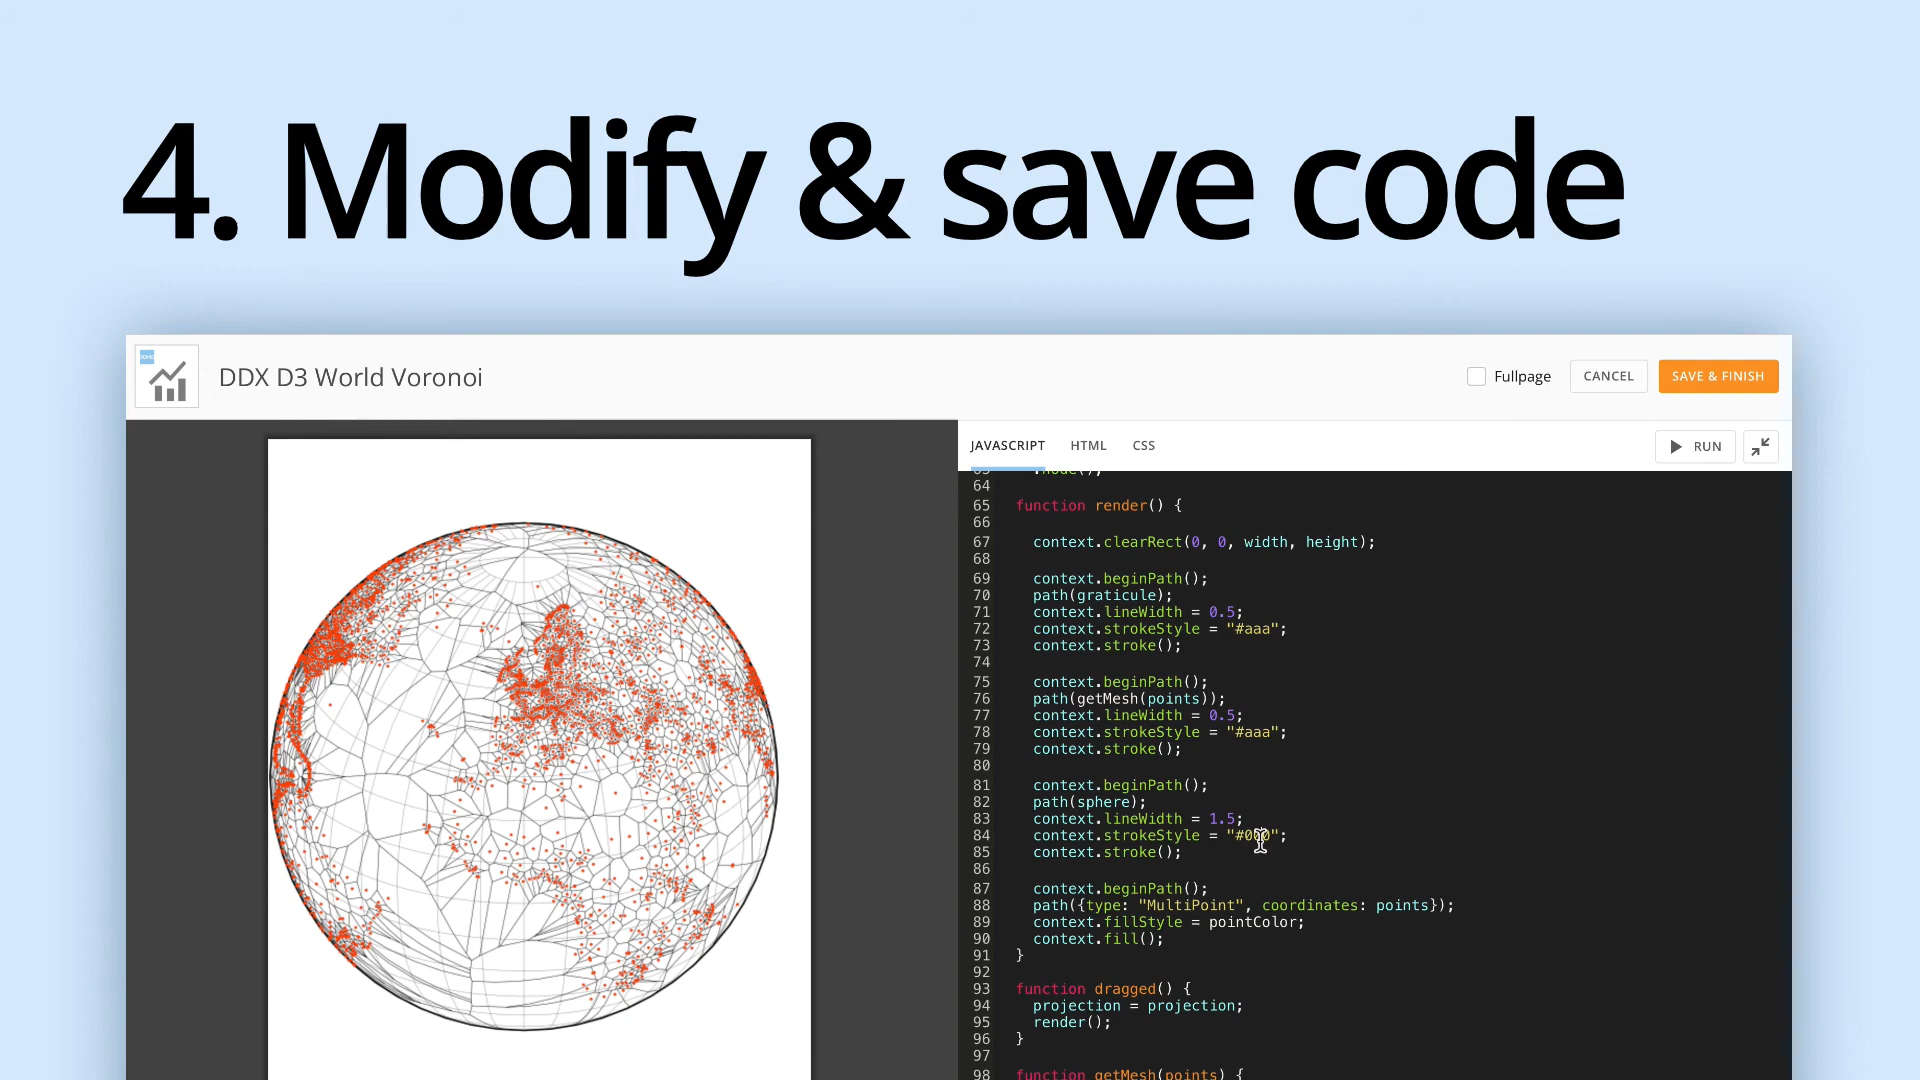 4. Modify & save code
DOMO
DDX D3 World Voronoi
Fullpage
CANCEL
SAVE & FINISH
JAVASCRIPT HTML CSS
RUN
64
65 function render() {
66
67 context.clearRect(0, 0, width, height);
68
69 context.beginPath();
70 path(graticule);
71 context.lineWidth = 0.5;
72 context.strokeStyle = "#aaa";
73 context.stroke();
74
75 context.beginPath();
76 path(getMesh(points));
77 context.lineWidth = 0.5;
78 context.strokeStyle = "#aaa";
79 context.stroke();
80
81 context.beginPath();
82 path(sphere);
83 context.lineWidth = 1.5;
84 context.strokeStyle = "#000";
85 context.stroke();
86
87 context.beginPath();
88 path({type: "MultiPoint", coordinates: points});
89 context.fillStyle = pointColor;
90 context.fill();
91 }
92
93 function dragged() {
94 projection = projection;
95 render();
96 }
97
98 function getMesh(points) {